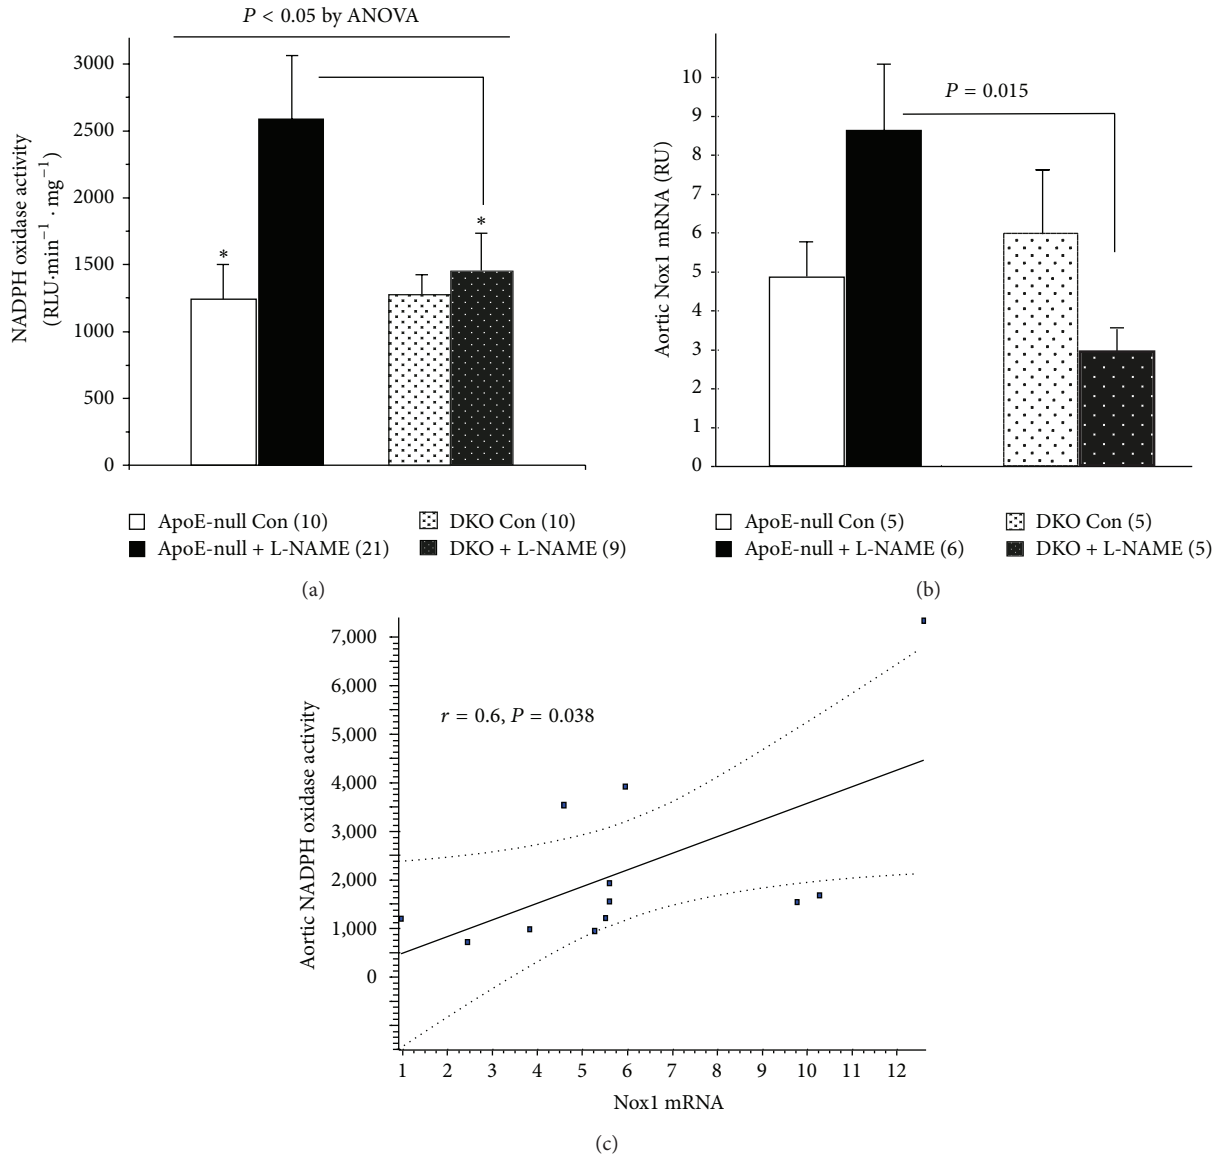 P < 0.05 by ANOVA
NADPH oxidase activity
(RLU·min−1 · mg−1)
3000
2500
2000
1500
1000
500
0
*
*
ApoE-null Con (10)
ApoE-null + L-NAME (21)
DKO Con (10)
DKO + L-NAME (9)
(a)
Aortic Nox1 mRNA (RU)
10
9
8
7
6
5
4
3
2
1
0
P = 0.015
ApoE-null Con (5)
ApoE-null + L-NAME (6)
DKO Con (5)
DKO + L-NAME (5)
(b)
Aortic NADPH oxidase activity
7,000
6,000
5,000
4,000
3,000
2,000
1,000
0
r = 0.6, P = 0.038
1 2 3 4 5 6 7 8 9 10 11 12
Nox1 mRNA
(c)